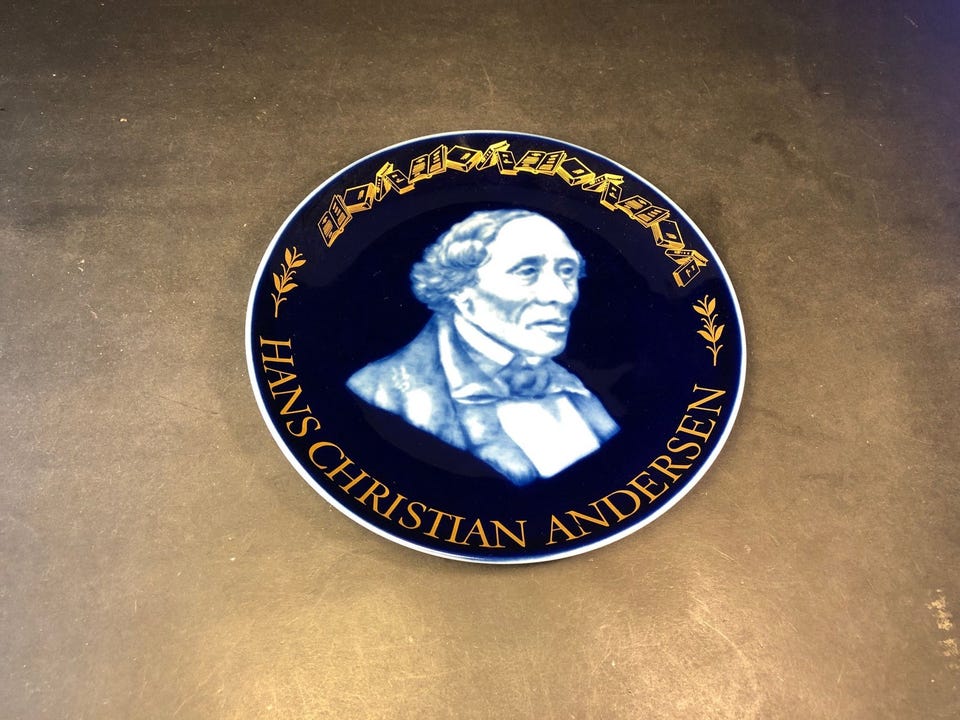 HANS CHRISTIAN ANDERSEN